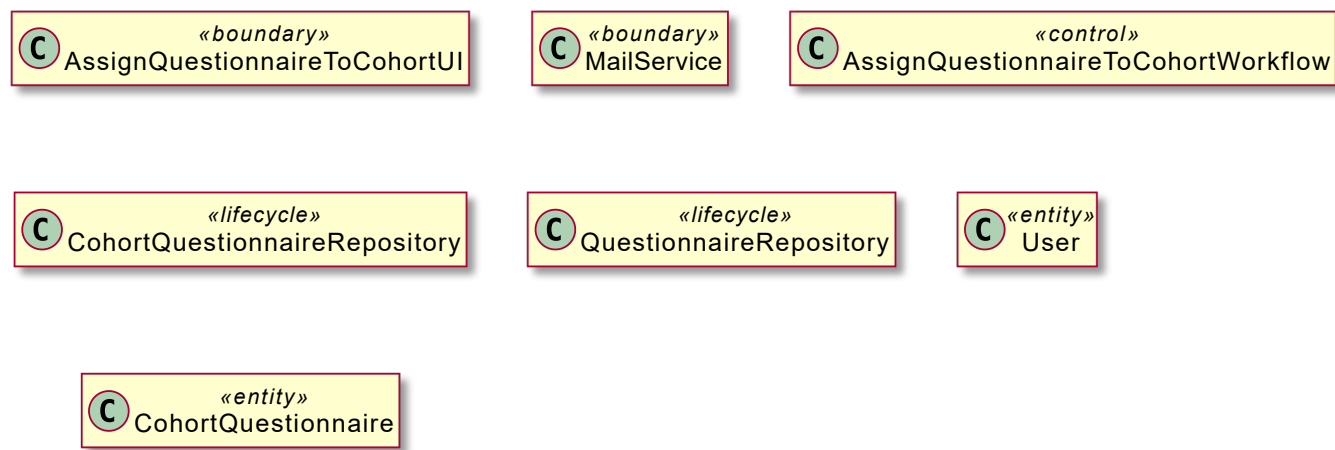 C «boundary»
AssignQuestionnaireToCohortUI
C «boundary»
MailService
C «control»
AssignQuestionnaireToCohortWorkflow
C «lifecycle»
CohortQuestionnaireRepository
C «lifecycle»
QuestionnaireRepository
C «entity»
User
C «entity»
CohortQuestionnaire